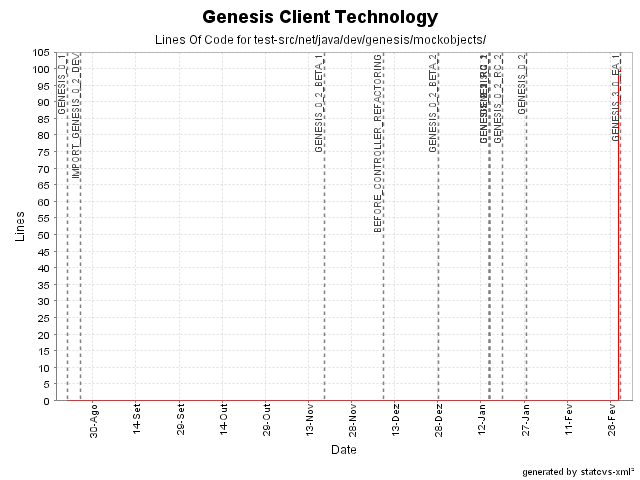 Genesis Client Technology
Lines Of Code for test-src/net/java/dev/genesis/mockobjects/
Lines
105
100
95
90
85
80
75
70
65
60
55
50
45
40
35
30
25
20
15
10
5
0
GENESIS_0_1
IMPORT_GENESIS_0_2_DEV
GENESIS_0_2_BETA_1
BEFORE_CONTROLLER_REFACTORING
GENESIS_0_2_BETA_2
GENESIS_0_2_RC_2
GENESIS_0_2
GENESIS_3_0_EA_1
30-Ago
14-Set
29-Set
14-Out
29-Out
13-Nov
28-Nov
13-Dez
28-Dez
12-Jan
27-Jan
11-Fev
26-Fev
Date
generated by statcvs-xml²